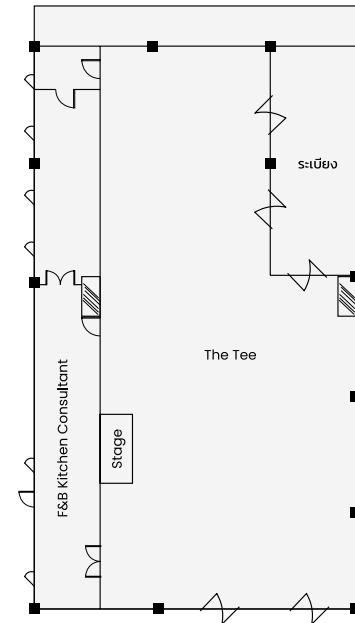 ระเบียง
The Tee
F&B Kitchen Consultant
Stage